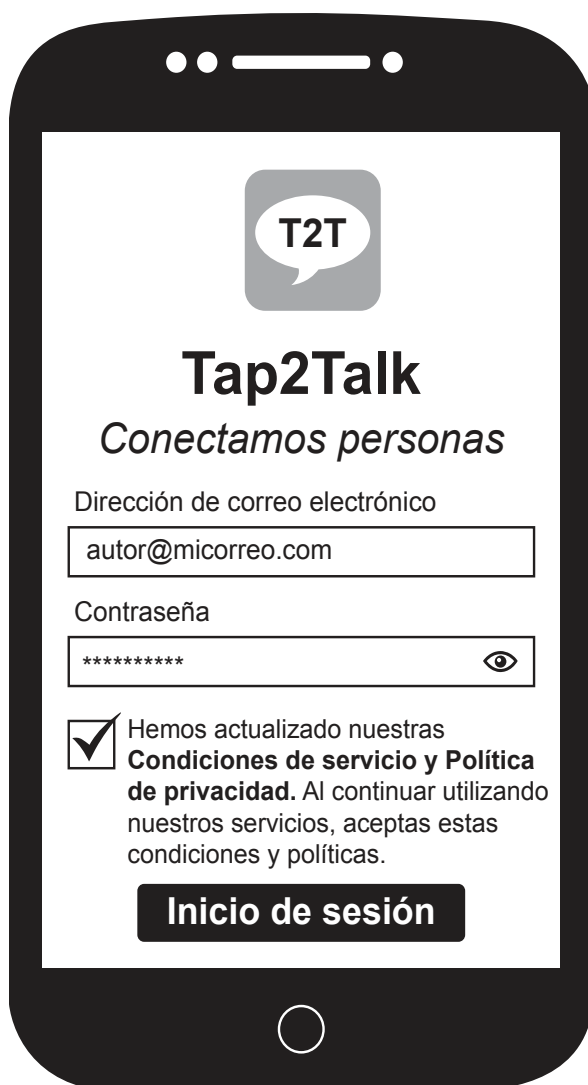 T2T
Tap2Talk
Conectamos personas
Dirección de correo electrónico
autor@micorreo.com
Contraseña
**********
Hemos actualizado nuestras
Condiciones de servicio y Política
de privacidad. Al continuar utilizando
nuestros servicios, aceptas estas
condiciones y políticas.
Inicio de sesión